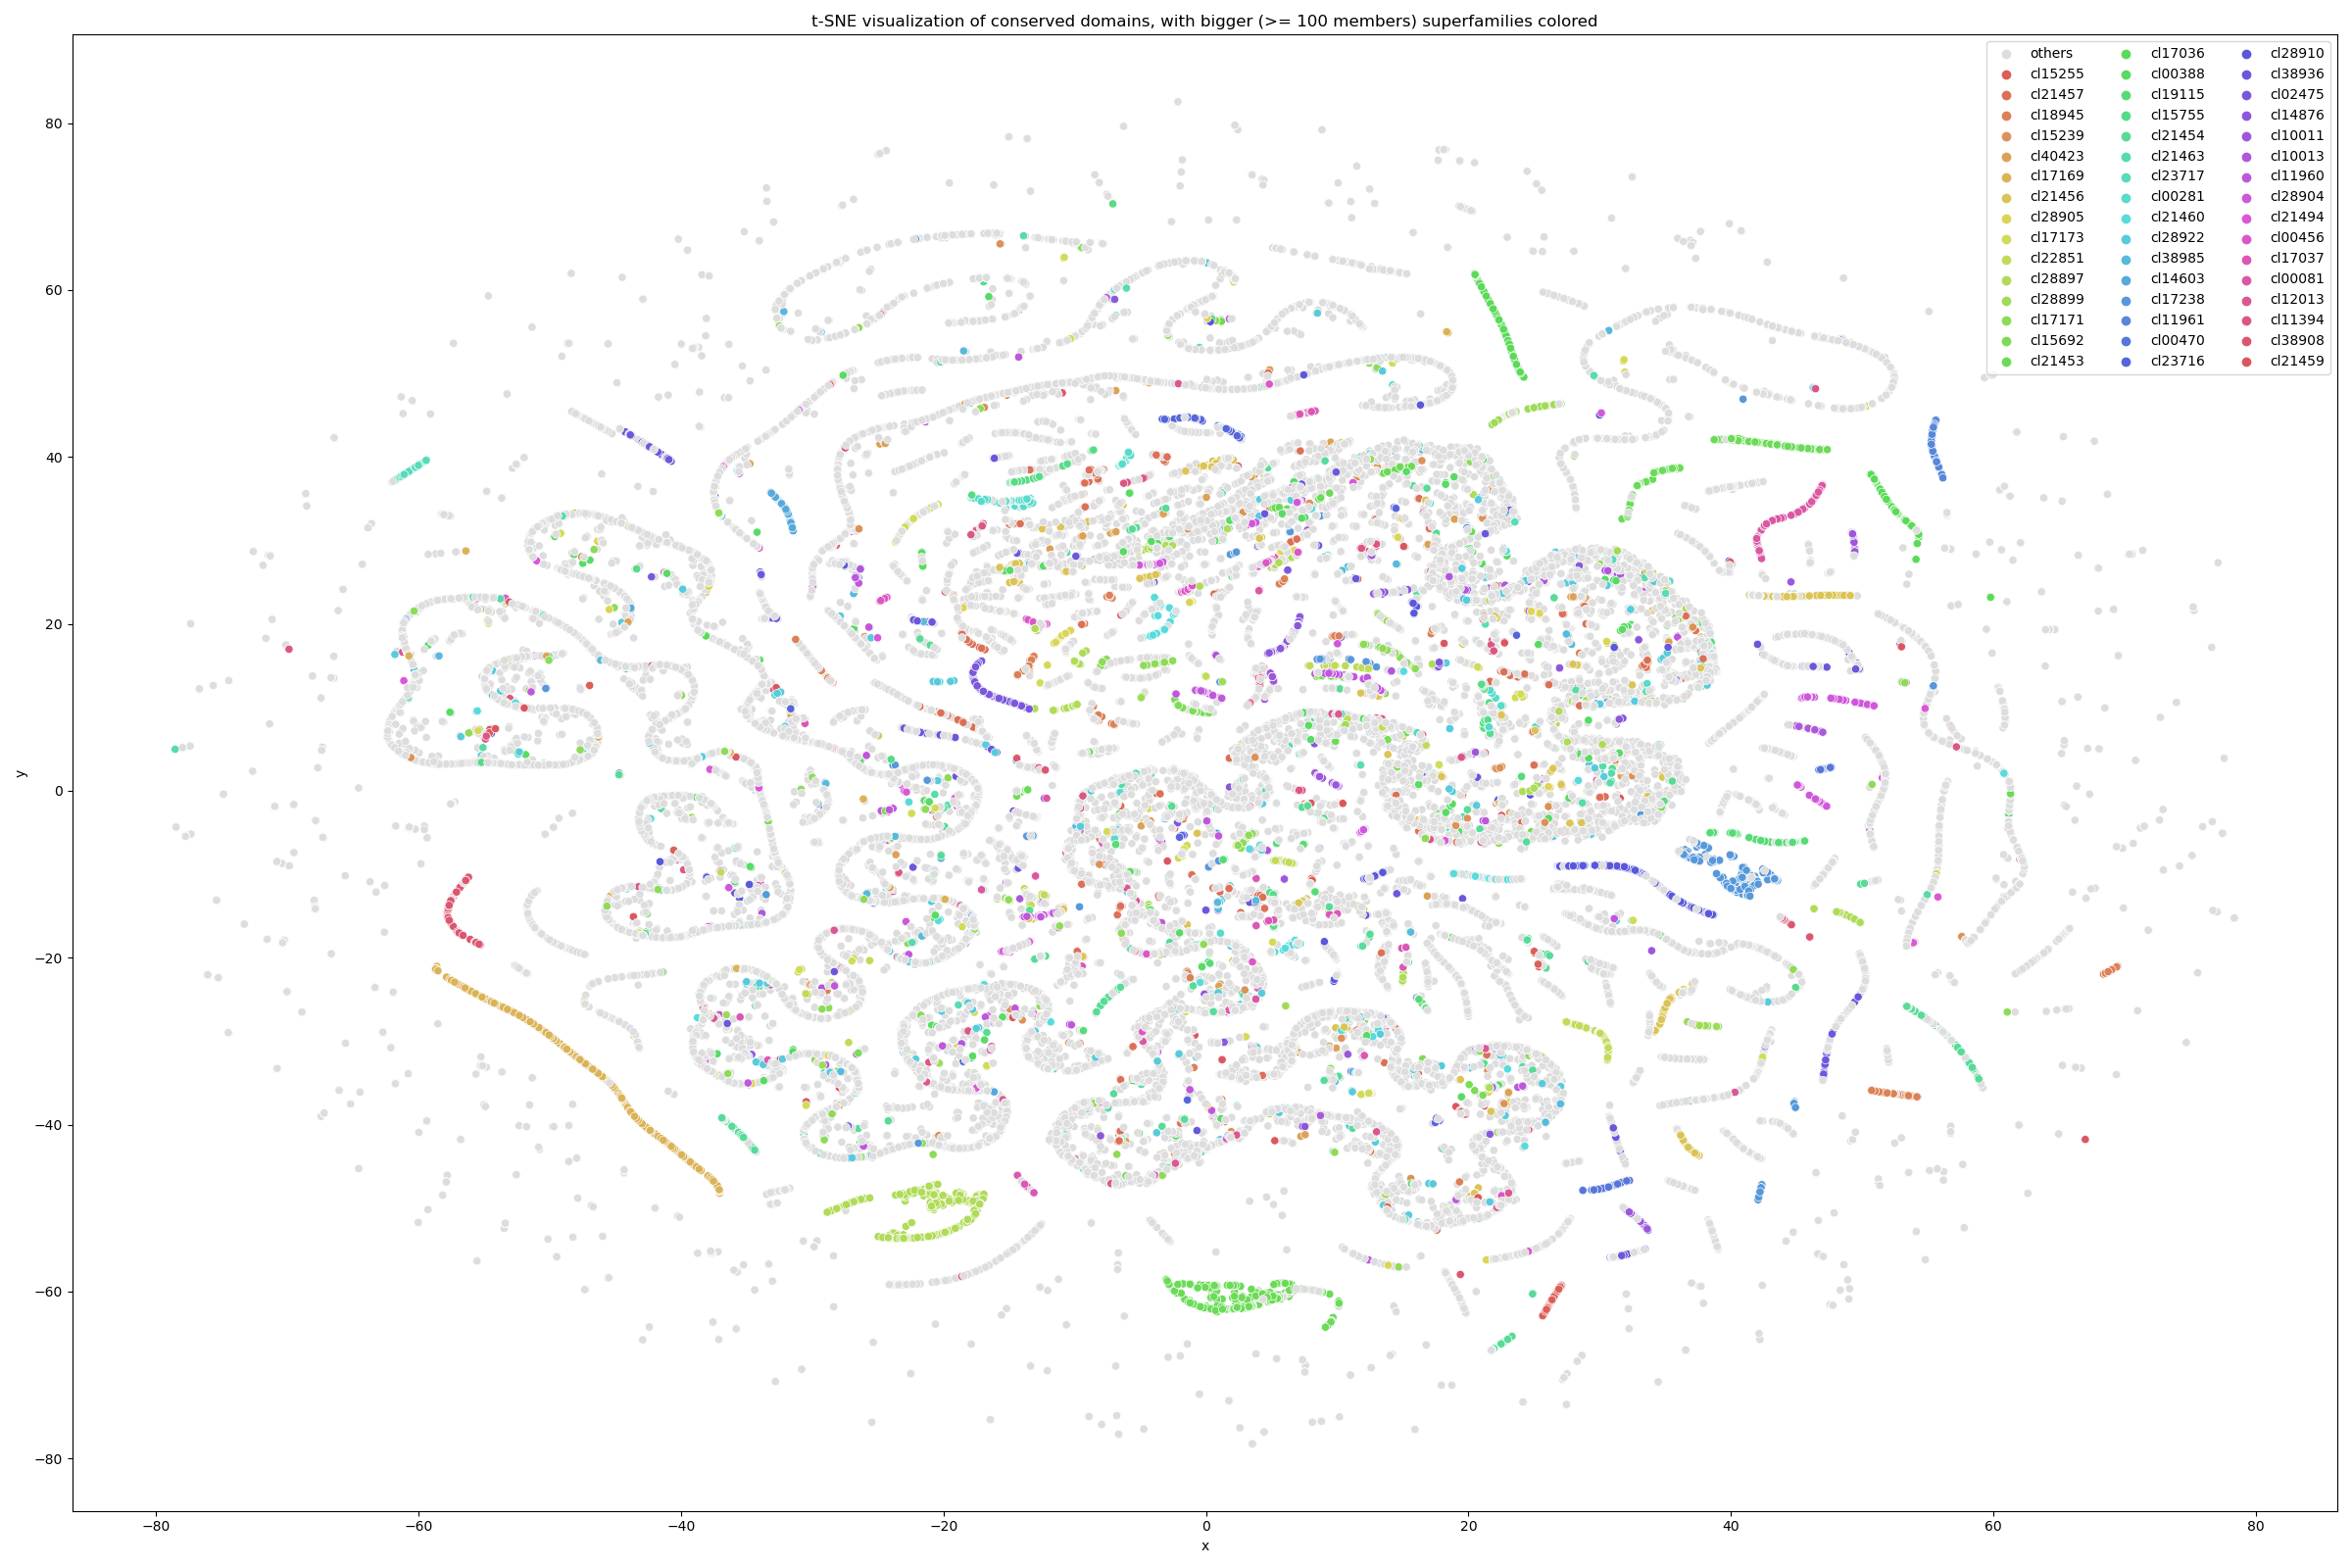 t-SNE visualization of conserved domains, with bigger (>= 100 members) superfamilies colored
others
cl15255
cl21457
cl18945
cl15239
cl40423
cl17169
cl21456
cl28905
cl17173
cl22851
cl28897
cl28899
cl17171
cl15692
cl21453
cl17036
cl00388
cl19115
cl15755
cl21454
cl21463
cl23717
cl00281
cl21460
cl28922
cl38985
cl14603
cl17238
cl11961
cl00470
cl23716
cl28910
cl38936
cl02475
cl14876
cl10011
cl10013
cl11960
cl28904
cl21494
cl00456
cl17037
cl00081
cl12013
cl11394
cl38908
cl21459
y
80
60
40
20
0
−20
−40
−60
−80
−80
−60
−40
−20
0
20
40
60
80
x